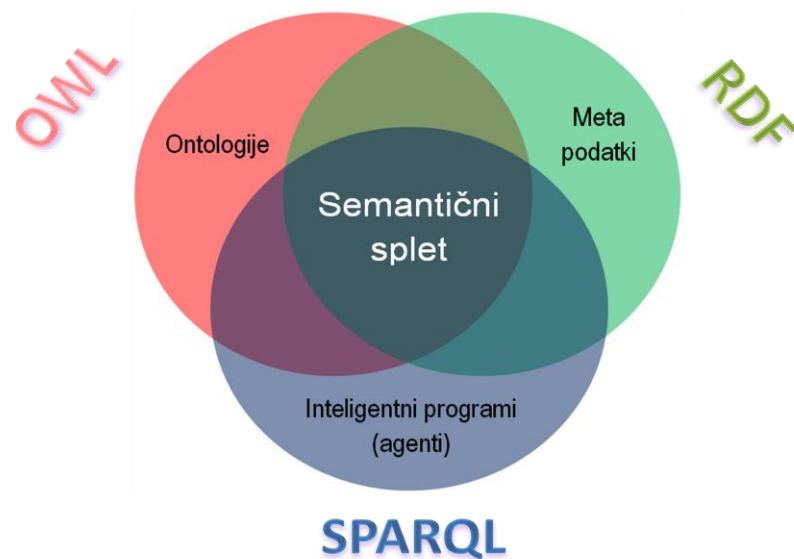 OWL
RDF
Ontologije
Meta
podatki
Semantični
splet
Inteligentni programi
(agenti)
SPARQL